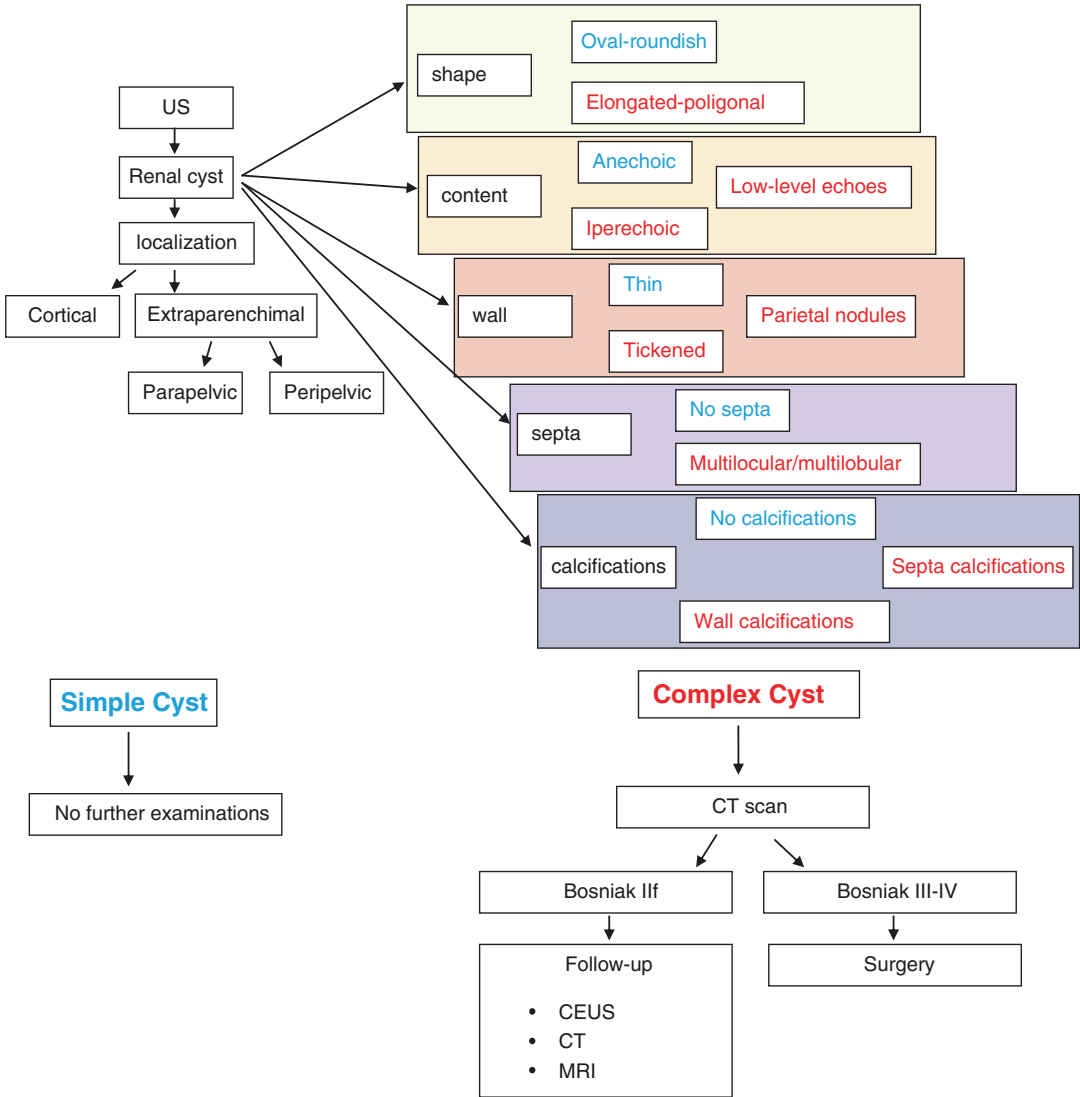 US
Renal cyst
localization
Cortical
Extraparenchimal
Parapelvic
Peripelvic
shape
Oval-roundish
Elongated-poligonal
content
Anechoic
Low-level echoes
Iperechoic
wall
Thin
Parietal nodules
Tickened
septa
No septa
Multilocular/multilobular
calcifications
No calcifications
Septa calcifications
Wall calcifications
Simple Cyst
No further examinations
Complex Cyst
CT scan
Bosniak IIf
Bosniak III-IV
Follow-up
• CEUS
• CT
• MRI
Surgery